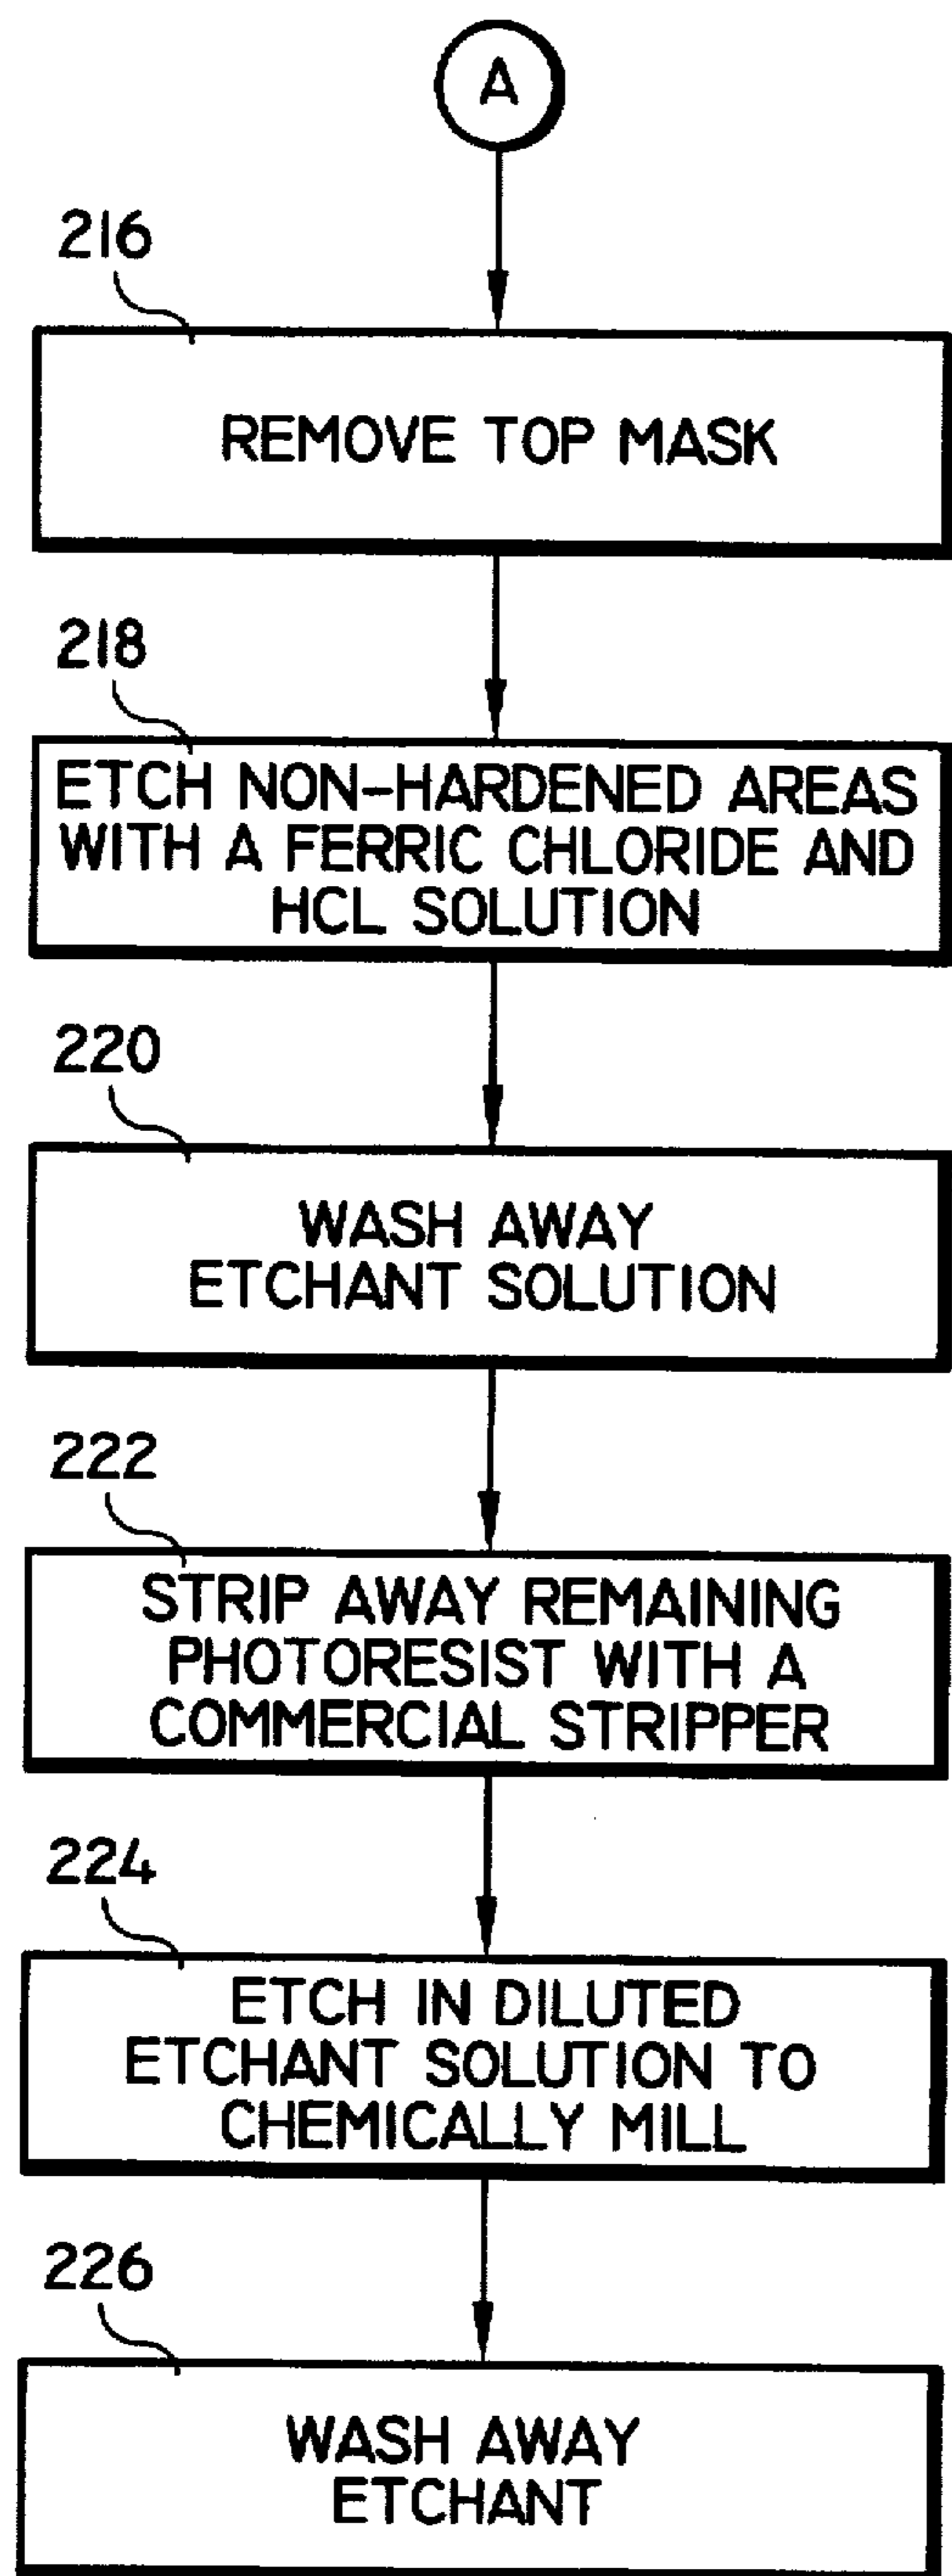 A
216
REMOVE TOP MASK
218
ETCH NON-HARDENED AREAS
WITH A FERRIC CHLORIDE AND
HCL SOLUTION
220
WASH AWAY
ETCHANT SOLUTION
222
STRIP AWAY REMAINING
PHOTORESIST WITH A
COMMERCIAL STRIPPER
224
ETCH IN DILUTED
ETCHANT SOLUTION TO
CHEMICALLY MILL
226
WASH AWAY
ETCHANT